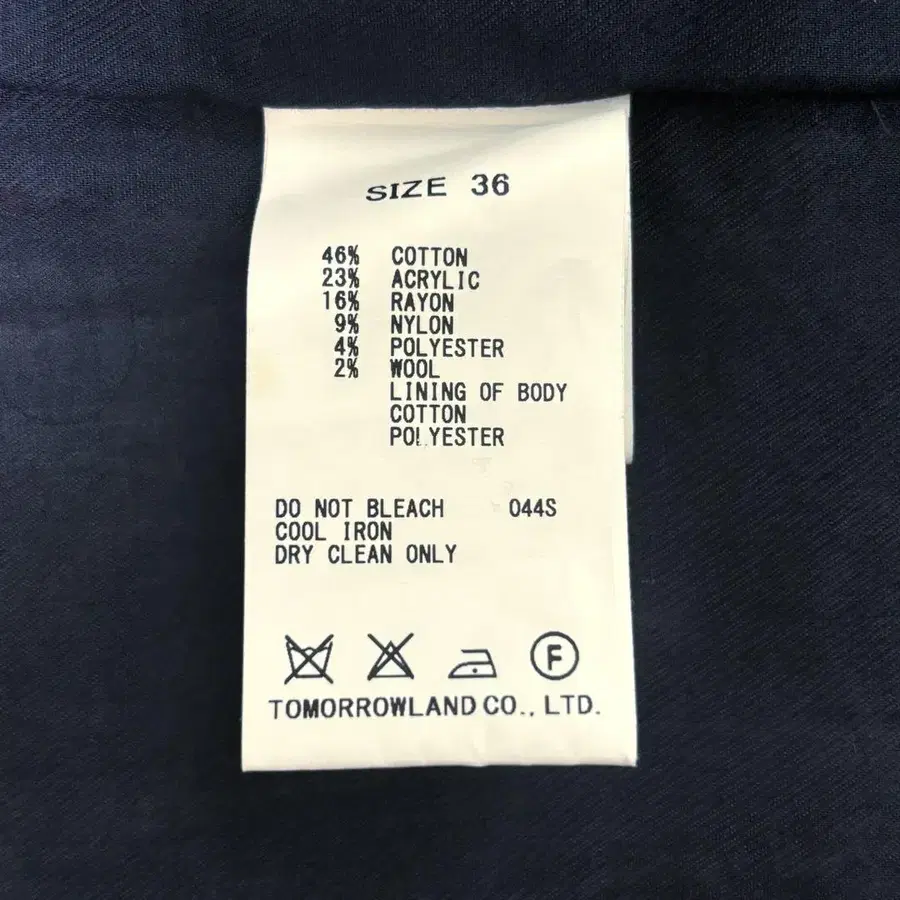 SIZE 36
46% COTTON
23% ACRYLIC
16% RAYON
9% NYLON
4% POLYESTER
2% WOOL
LINING OF BODY
COTTON
POLYESTER
DO NOT BLEACH 044S
COOL IRON
DRY CLEAN ONLY
F
TOMORROWLAND CO., LTD.